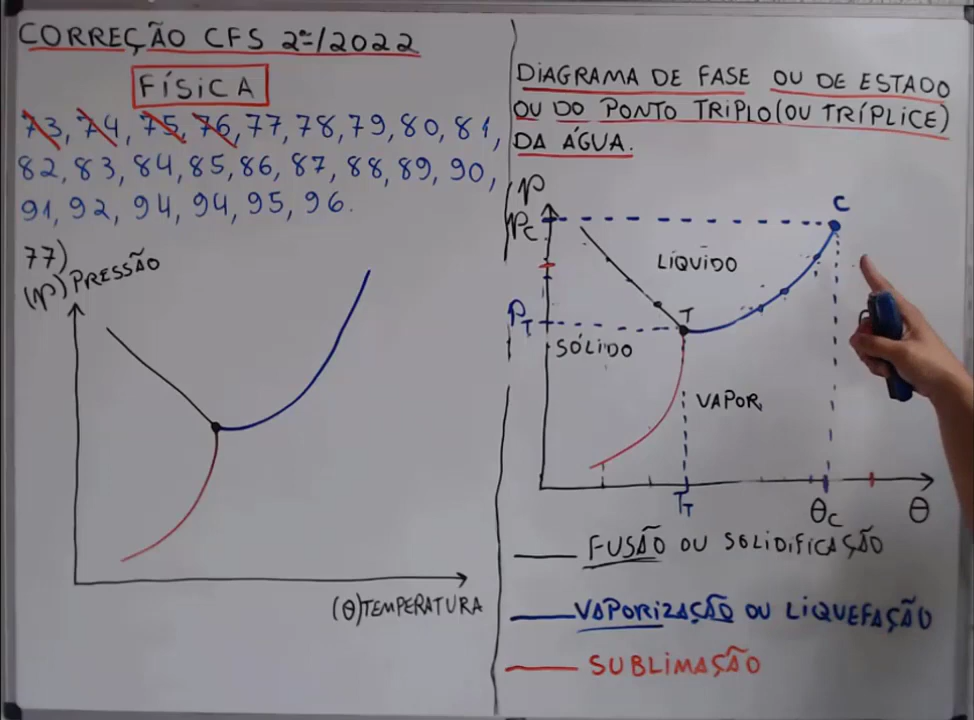 CORREÇÃO CFS 2º/2022
FÍSICA
73, 74, 75, 76, 77, 78, 79, 80, 81,
82, 83, 84, 85, 86, 87, 88, 89, 90,
91, 92, 94, 94, 95, 96.
77)
(p) PRESSÃO
(θ) TEMPERATURA
DIAGRAMA DE FASE OU DE ESTADO
OU DO PONTO TRIPLO (OU TRÍPLICE)
DA ÁGUA.
p
C
PC
LÍQUIDO
PT
T
SÓLIDO
VAPOR
TT
θC
θ
FUSÃO OU SOLIDIFICAÇÃO
VAPORIZAÇÃO OU LIQUEFAÇÃO
SUBLIMAÇÃO